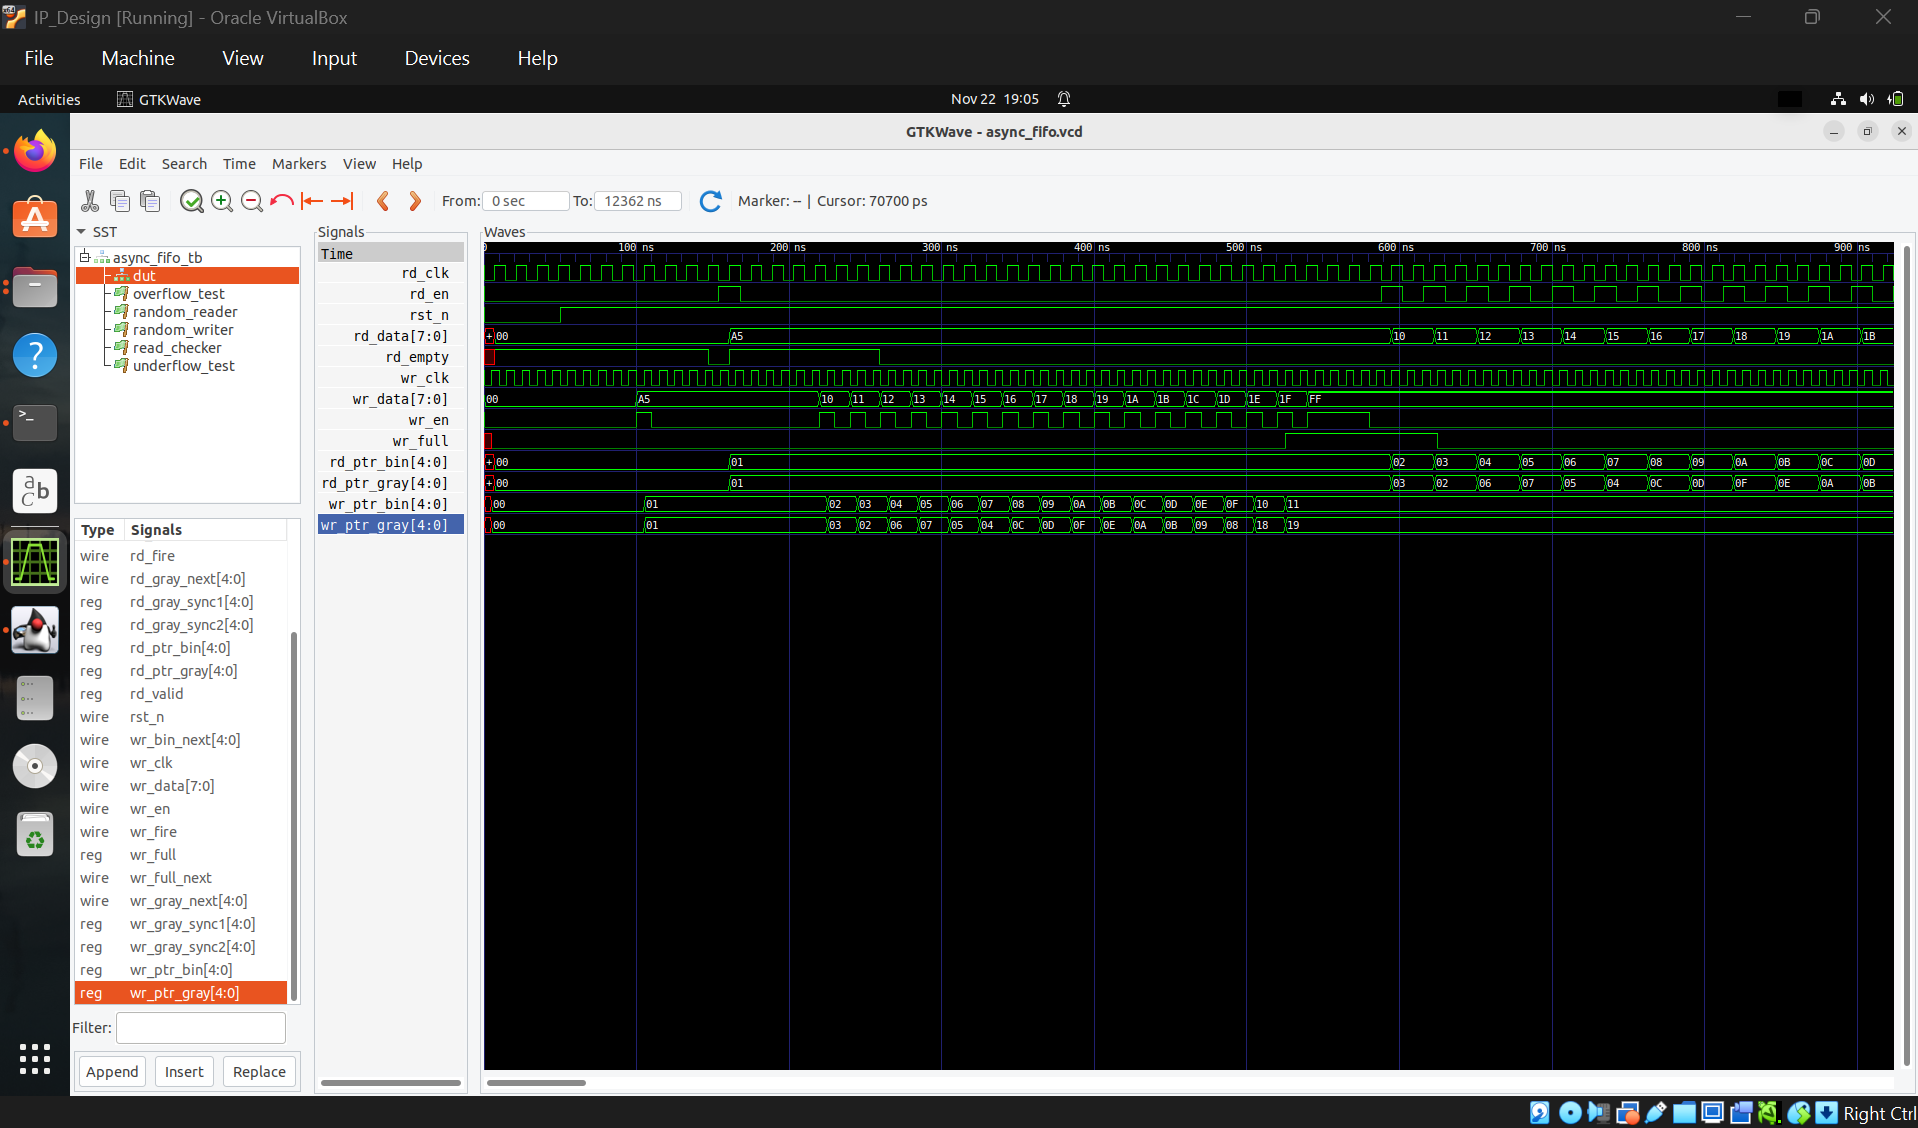 IP_Design [Running] - Oracle VirtualBox
File Machine View Input Devices Help
Activities GTKWave Nov 22 19:05
GTKWave - async_fifo.vcd
File Edit Search Time Markers View Help
From: 0 sec To: 12362 ns Marker: -- | Cursor: 70700 ps
SST
async_fifo_tb
dut
overflow_test
random_reader
random_writer
read_checker
underflow_test
Type Signals
wire rd_fire
wire rd_gray_next[4:0]
reg rd_gray_sync1[4:0]
reg rd_gray_sync2[4:0]
reg rd_ptr_bin[4:0]
reg rd_ptr_gray[4:0]
reg rd_valid
wire rst_n
wire wr_bin_next[4:0]
wire wr_clk
wire wr_data[7:0]
wire wr_en
wire wr_fire
reg wr_full
wire wr_full_next
wire wr_gray_next[4:0]
reg wr_gray_sync1[4:0]
reg wr_gray_sync2[4:0]
reg wr_ptr_bin[4:0]
reg wr_ptr_gray[4:0]
Filter:
Append Insert Replace
Signals
Time
rd_clk
rd_en
rst_n
rd_data[7:0]
rd_empty
wr_clk
wr_data[7:0]
wr_en
wr_full
rd_ptr_bin[4:0]
rd_ptr_gray[4:0]
wr_ptr_bin[4:0]
wr_ptr_gray[4:0]
Waves
100 ns 200 ns 300 ns 400 ns 500 ns 600 ns 700 ns 800 ns 900 ns
+ 00 A5 10 11 12 13 14 15 16 17 18 19 1A 1B
00 A5 10 11 12 13 14 15 16 17 18 19 1A 1B 1C 1D 1E 1F FF
+ 00 01 02 03 04 05 06 07 08 09 0A 0B 0C 0D
+ 00 01 03 02 06 07 05 04 0C 0D 0F 0E 0A 0B
00 01 02 03 04 05 06 07 08 09 0A 0B 0C 0D 0E 0F 10 11
00 01 03 02 06 07 05 04 0C 0D 0F 0E 0A 0B 09 08 18 19
Right Ctrl